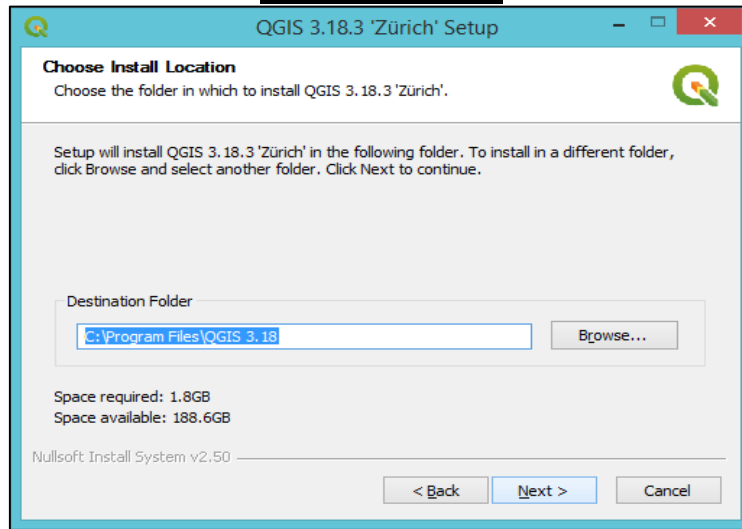 QGIS 3.18.3 'Zürich' Setup
Choose Install Location
Choose the folder in which to install QGIS 3.18.3 'Zürich'.
Setup will install QGIS 3.18.3 'Zürich' in the following folder. To install in a different folder,
click Browse and select another folder. Click Next to continue.
Destination Folder
C:\Program Files\QGIS 3.18
Browse...
Space required: 1.8GB
Space available: 188.6GB
Nullsoft Install System v2.50
< Back Next > Cancel